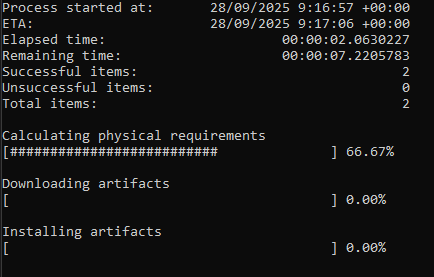 Process started at: 28/09/2025 9:16:57 +00:00
ETA: 28/09/2025 9:17:06 +00:00
Elapsed time: 00:00:02.0630227
Remaining time: 00:00:07.2205783
Successful items: 2
Unsuccessful items: 0
Total items: 2
Calculating physical requirements
[########################## ] 66.67%
Downloading artifacts
[ ] 0.00%
Installing artifacts
[ ] 0.00%